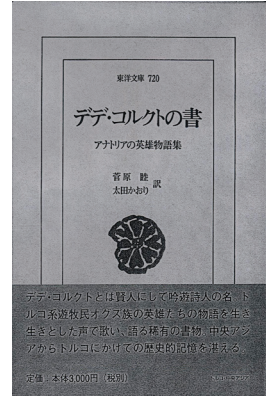 東洋文庫 720
デデ・コルクトの書
アナトリアの英雄物語集
菅原 睦
太田かおり 訳
デデ・コルクトとは賢人にして吟遊詩人の名。ト
ルコ系遊牧民オグズ族の英雄たちの物語を生き
生きとした声で歌い、語る稀有の書物。中央アジ
アからトルコにかけての歴史的記憶を湛える。
定価：本体3,000円（税別）